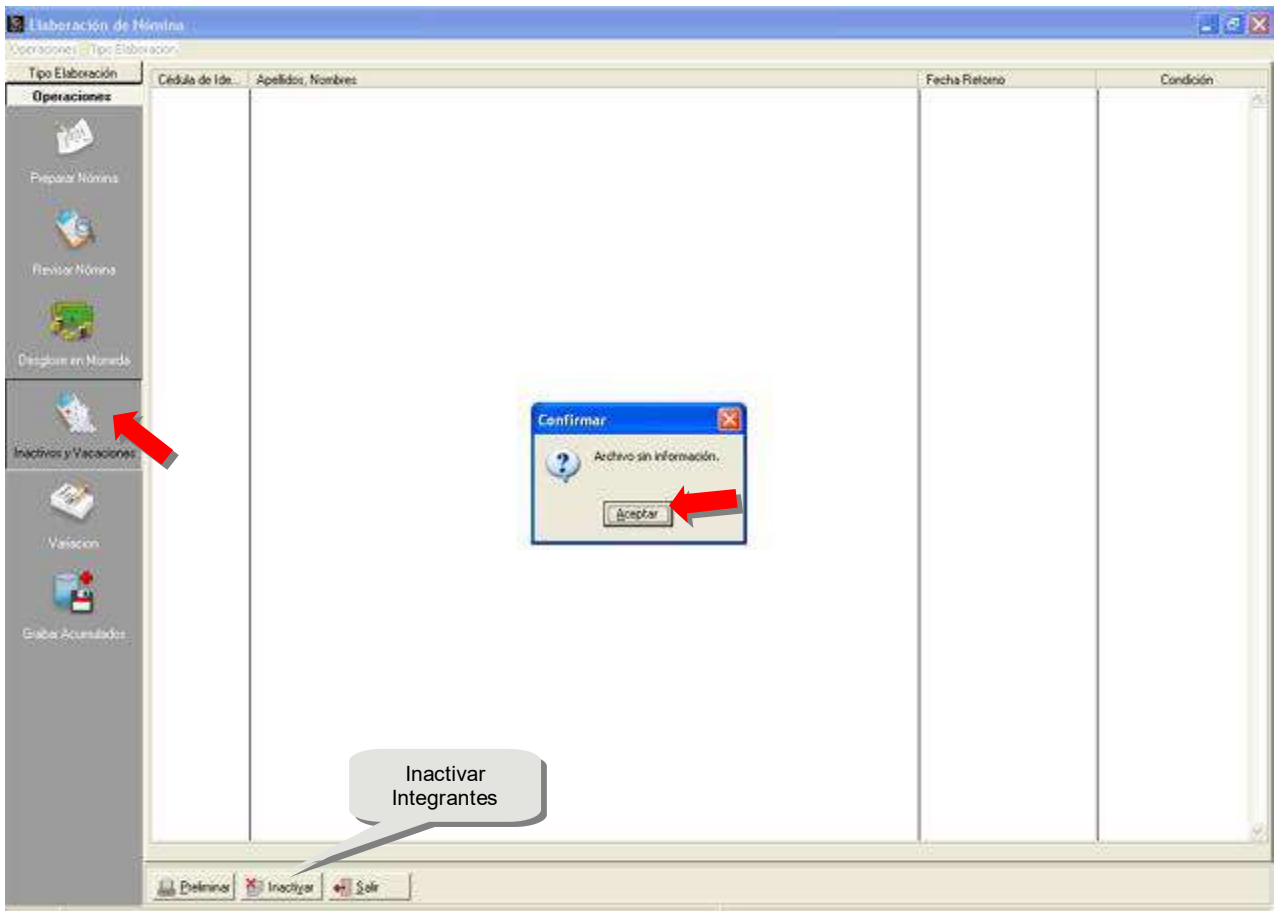 Elaboración de Nómina
Operaciones Tipo Elaboración
Tipo Elaboración
Operaciones
Preparar Nómina
Revisar Nómina
Desglose en Moneda
Inactivos y Vacaciones
Variacion
Grabar Acumulados
Cédula de Ide... Apellidos, Nombres Fecha Retorno Condición
Confirmar
Archivo sin información.
Aceptar
Inactivar
Integrantes
Preliminar Inactivar Salir